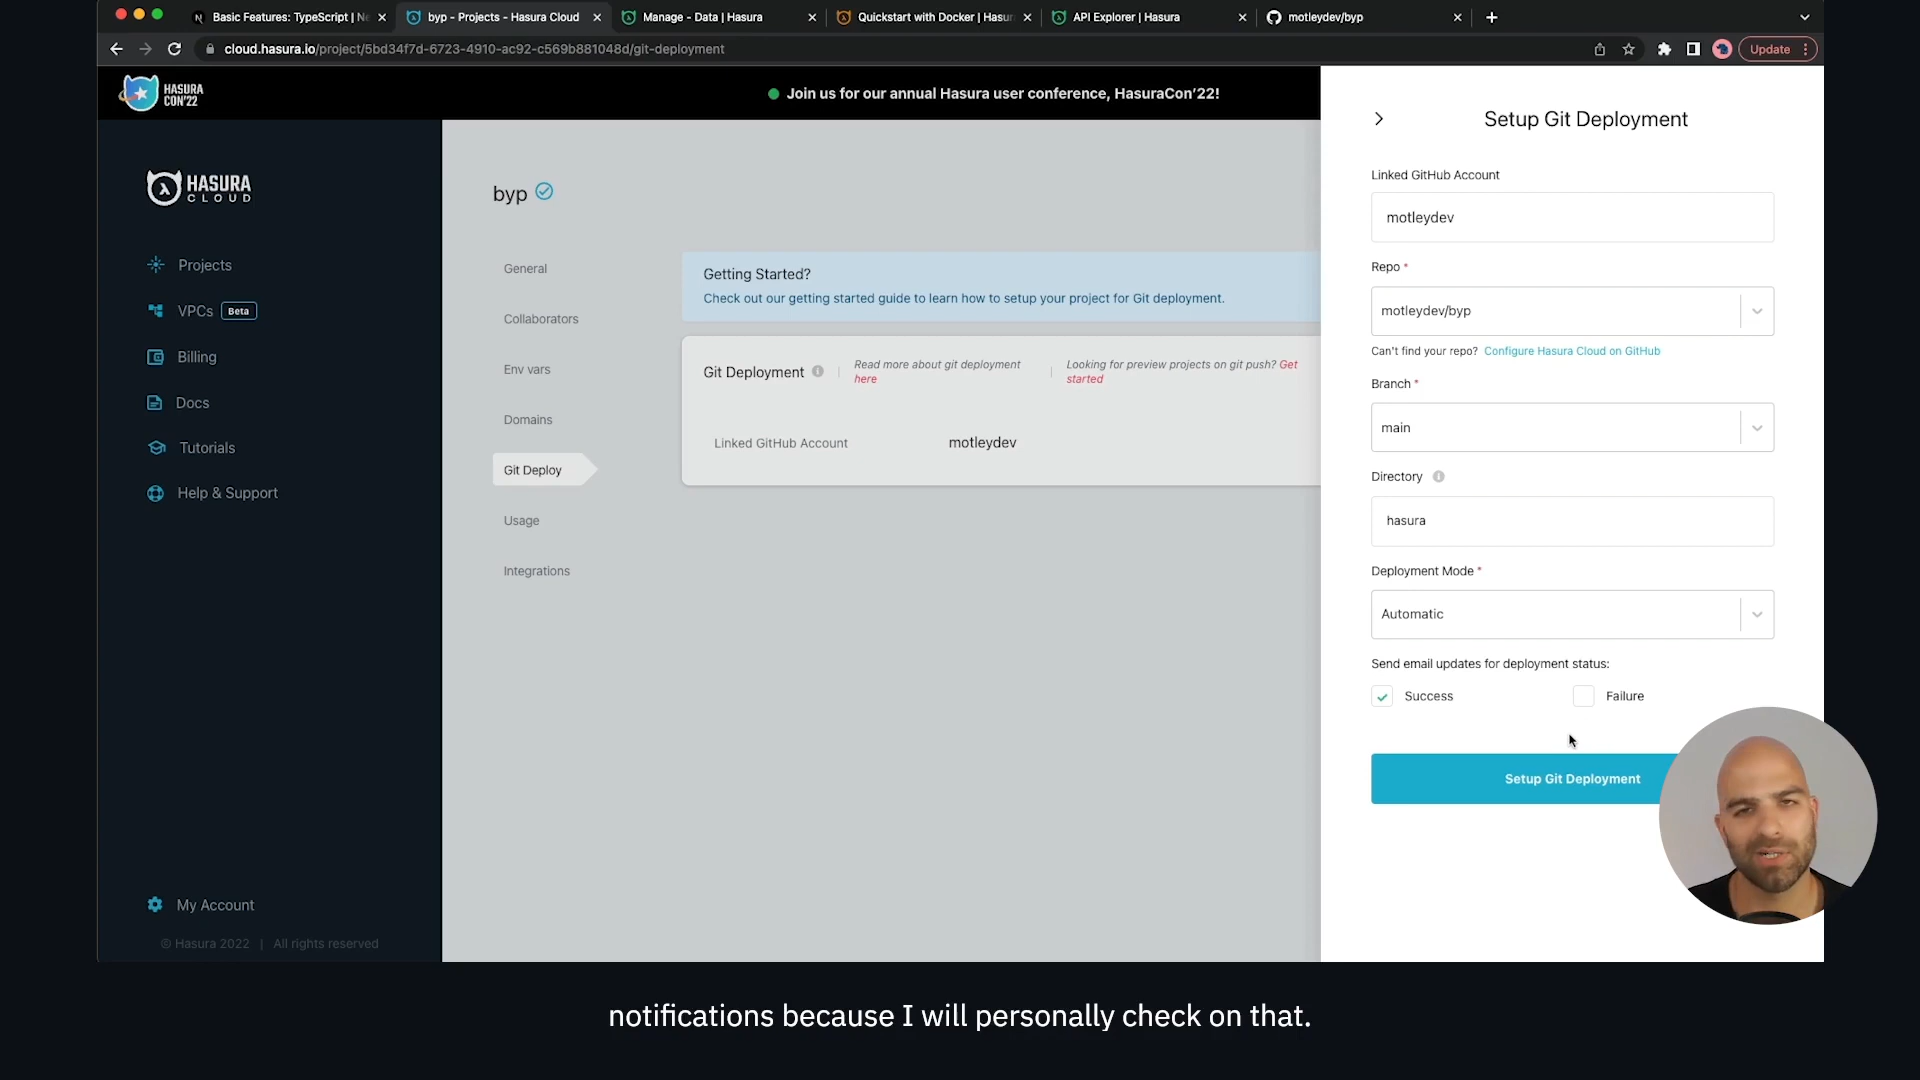 Basic Features: TypeScript | Ne
byp - Projects - Hasura Cloud
Manage - Data | Hasura
Quickstart with Docker | Hasur
API Explorer | Hasura
motleydev/byp
cloud.hasura.io/project/5bd34f7d-6723-4910-ac92-c569b881048d/git-deployment
Update
HASURA
CON'22
Join us for our annual Hasura user conference, HasuraCon'22!
HASURA
CLOUD
Projects
VPCs Beta
Billing
Docs
Tutorials
Help & Support
My Account
© Hasura 2022 | All rights reserved
byp
General
Collaborators
Env vars
Domains
Git Deploy
Usage
Integrations
Getting Started?
Check out our getting started guide to learn how to setup your project for Git deployment.
Git Deployment
Read more about git deployment
here
Looking for preview projects on git push? Get
started
Linked GitHub Account motleydev
Setup Git Deployment
Linked GitHub Account
motleydev
Repo *
motleydev/byp
Can't find your repo? Configure Hasura Cloud on GitHub
Branch *
main
Directory
hasura
Deployment Mode *
Automatic
Send email updates for deployment status:
Success
Failure
Setup Git Deployment
notifications because I will personally check on that.